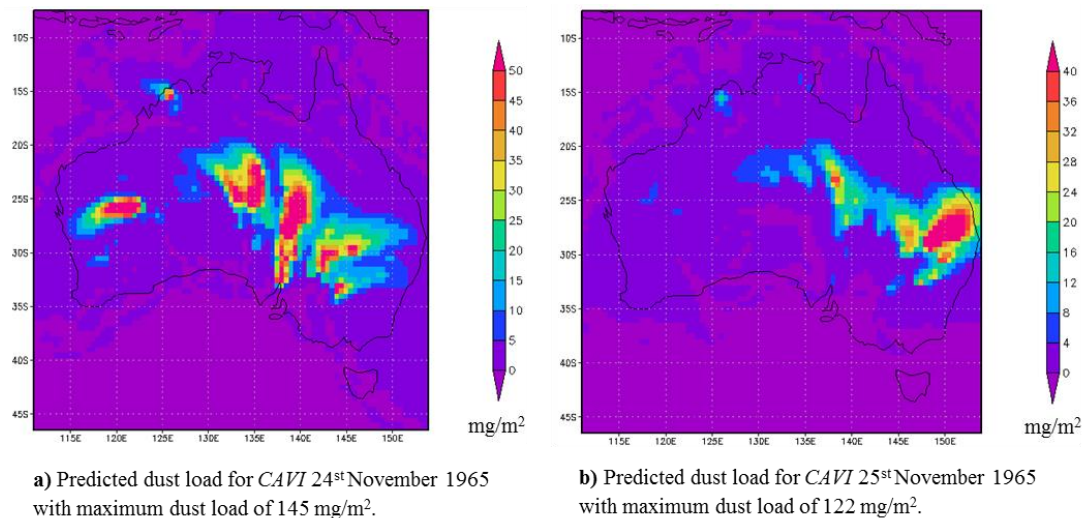 10S
15S
20S
25S
30S
35S
40S
45S
115E 120E 125E 130E 135E 140E 145E 150E
50
45
40
35
30
25
20
15
10
5
0
mg/m²
a) Predicted dust load for CAVI 24st November 1965
with maximum dust load of 145 mg/m².
10S
15S
20S
25S
30S
35S
40S
45S
115E 120E 125E 130E 135E 140E 145E 150E
40
36
32
28
24
20
16
12
8
4
0
mg/m²
b) Predicted dust load for CAVI 25st November 1965
with maximum dust load of 122 mg/m².